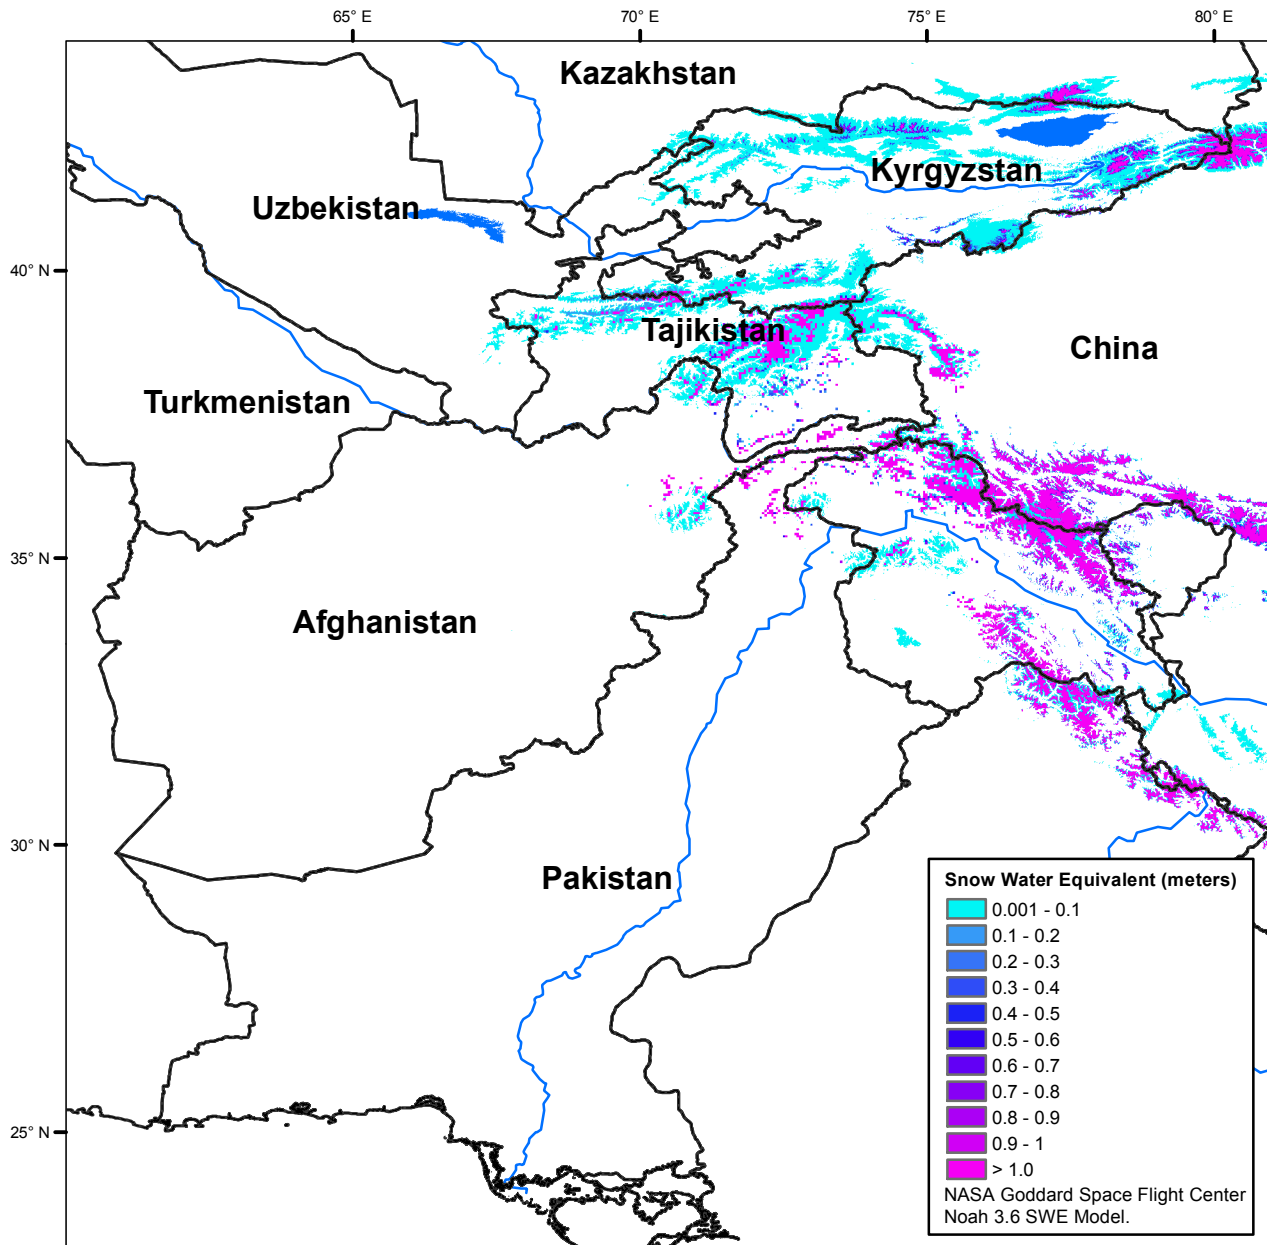 65° E
70° E
75° E
80° E
Kazakhstan
Kyrgyzstan
Uzbekistan
40° N
Tajikistan
China
Turkmenistan
35° N
Afghanistan
30° N
Pakistan
25° N
Snow Water Equivalent (meters)
0.001 - 0.1
0.1 - 0.2
0.2 - 0.3
0.3 - 0.4
0.4 - 0.5
0.5 - 0.6
0.6 - 0.7
0.7 - 0.8
0.8 - 0.9
0.9 - 1
> 1.0
NASA Goddard Space Flight Center
Noah 3.6 SWE Model.